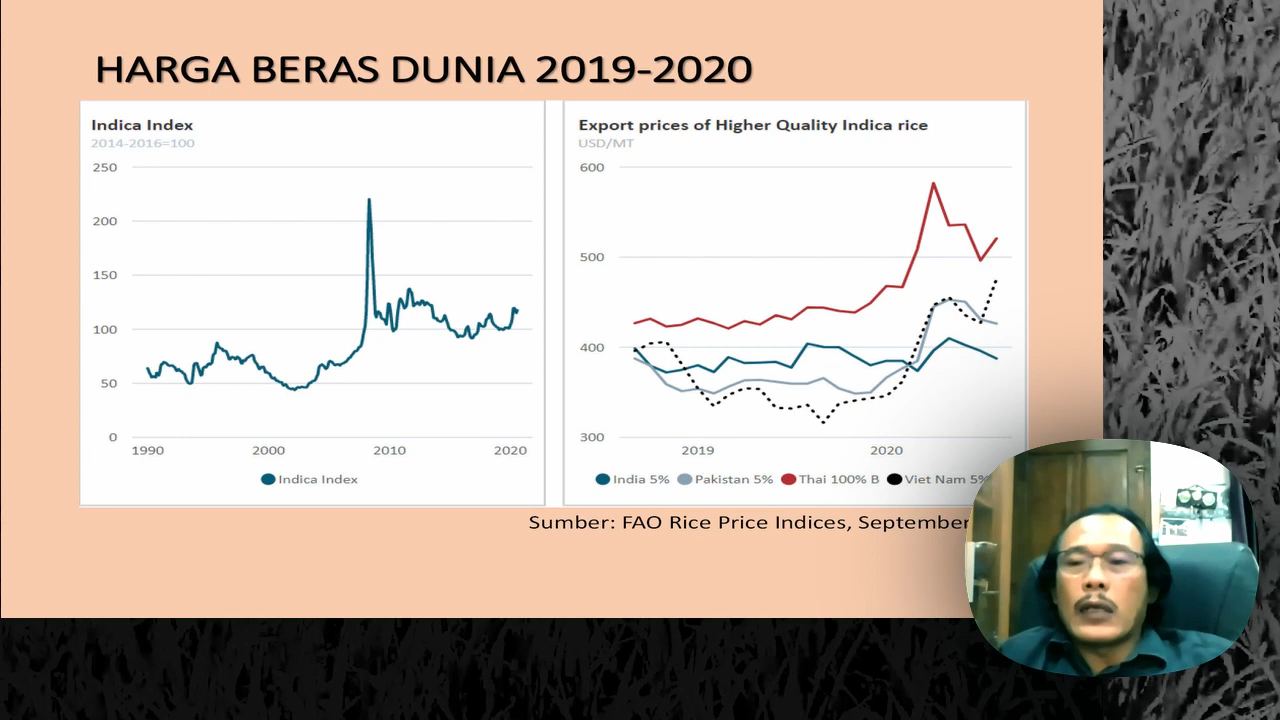 HARGA BERAS DUNIA 2019-2020
Indica Index
2014-2016=100
250
200
150
100
50
0
1990 2000 2010 2020
Indica Index
Export prices of Higher Quality Indica rice
USD/MT
600
500
400
300
2019 2020
India 5% Pakistan 5% Thai 100% B Viet Nam 5%
Sumber: FAO Rice Price Indices, September